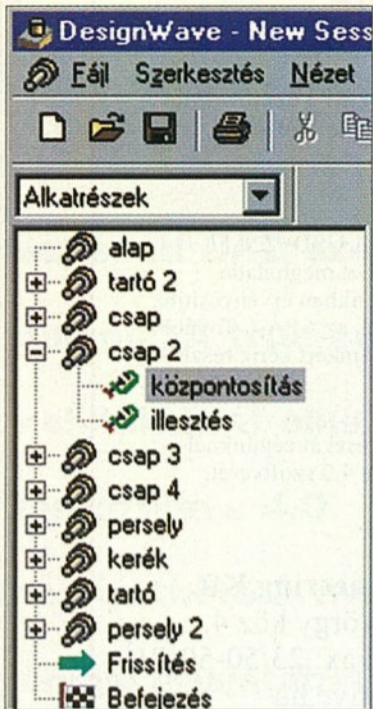 DesignWave - New Sess
Fájl Szerkesztés Nézet
Alkatrészek
alap
tartó 2
csap
csap 2
központosítás
illesztés
csap 3
csap 4
persely
kerék
tartó
persely 2
Frissítés
Befejezés